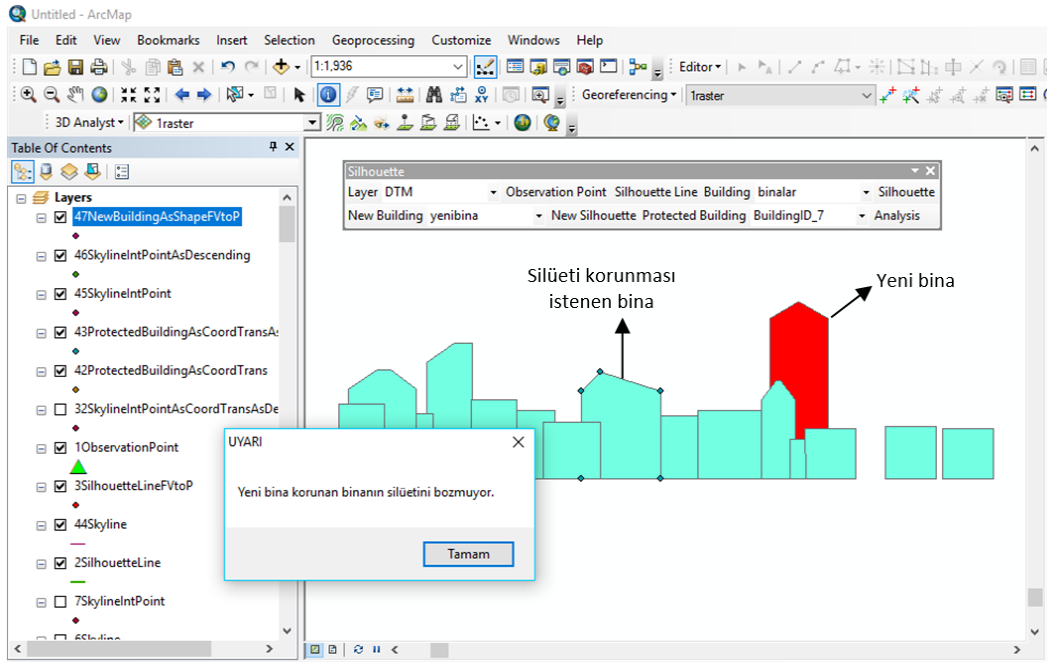 Untitled - ArcMap
File Edit View Bookmarks Insert Selection Geoprocessing Customize Windows Help
1:1,936
Editor
Georeferencing
1raster
3D Analyst
1raster
Table Of Contents
Layers
47NewBuildingAsShapeFVtoP
46SkylineIntPointAsDescending
45SkylineIntPoint
43ProtectedBuildingAsCoordTransAs
42ProtectedBuildingAsCoordTrans
32SkylineIntPointAsCoordTransAsDe
1ObservationPoint
3SilhouetteLineFVtoP
44Skyline
2SilhouetteLine
7SkylineIntPoint
6Skyline
Silhouette
Layer DTM Observation Point Silhouette Line Building binalar Silhouette
New Building yenibina New Silhouette Protected Building BuildingID_7 Analysis
Silüeti korunması
istenen bina
Yeni bina
UYARI
Yeni bina korunan binanın silüetini bozmuyor.
Tamam